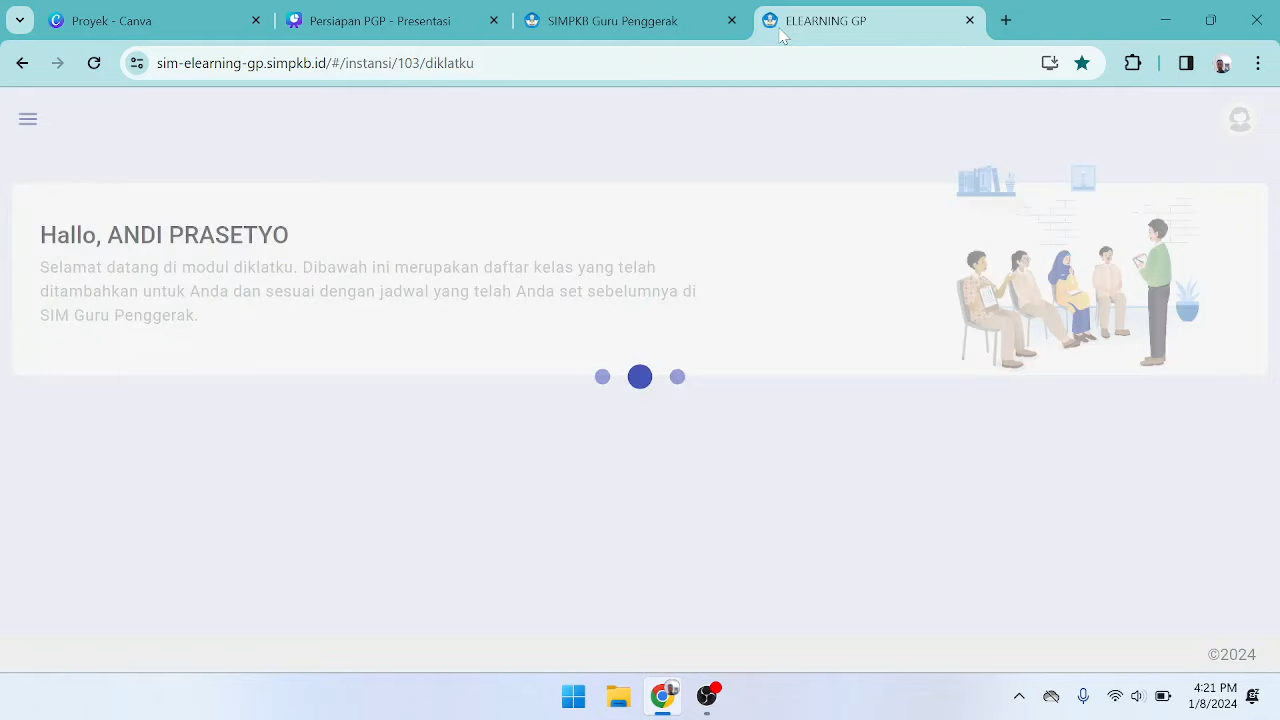 Proyek - Canva
Persiapan PGP - Presentasi
SIMPKB Guru Penggerak
ELEARNING GP
sim-elearning-gp.simpkb.id/#/instansi/103/diklatku
Hallo, ANDI PRASETYO
Selamat datang di modul diklatku. Dibawah ini merupakan daftar kelas yang telah
ditambahkan untuk Anda dan sesuai dengan jadwal yang telah Anda set sebelumnya di
SIM Guru Penggerak.
©2024
4:21 PM
1/8/2024